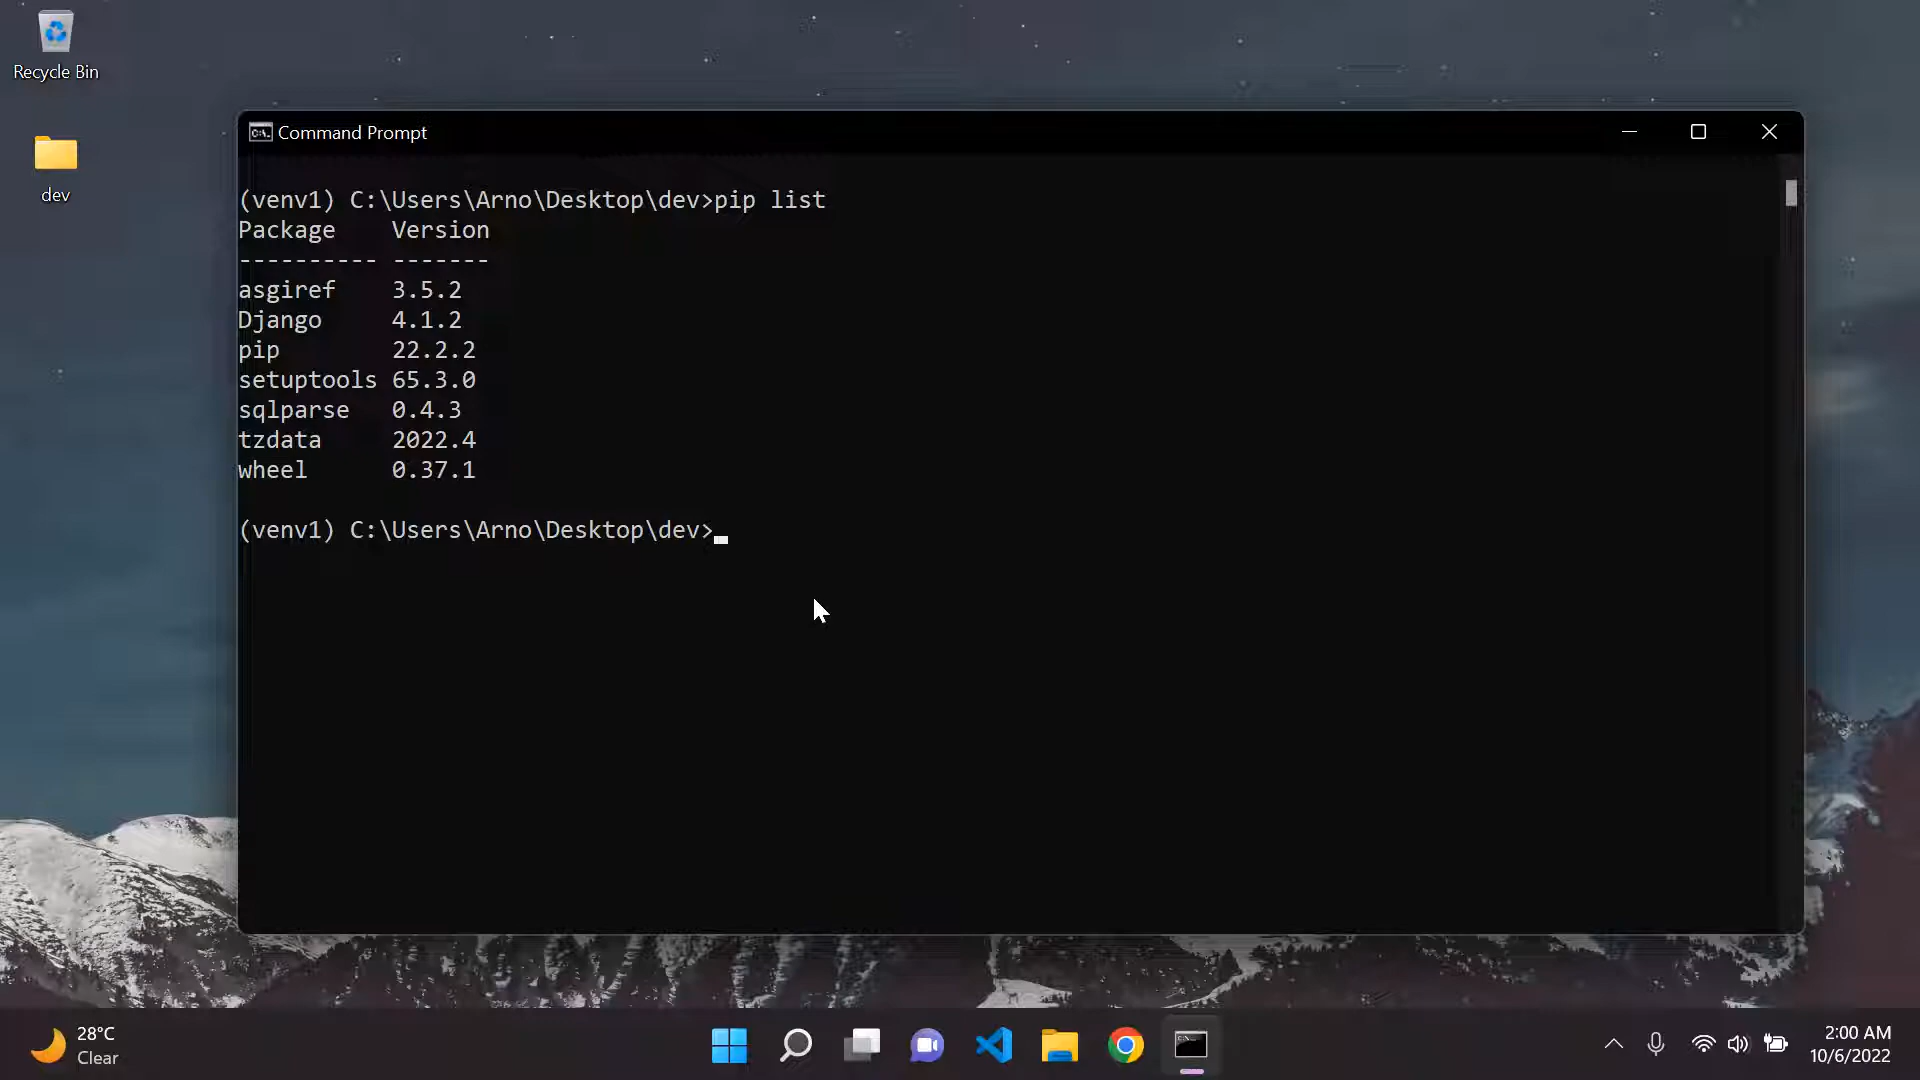 Recycle Bin
dev
Command Prompt
(venv1) C:\Users\Arno\Desktop\dev>pip list
Package    Version
---------- -------
asgiref    3.5.2
Django     4.1.2
pip        22.2.2
setuptools 65.3.0
sqlparse   0.4.3
tzdata     2022.4
wheel      0.37.1
(venv1) C:\Users\Arno\Desktop\dev>
28°C
Clear
2:00 AM
10/6/2022